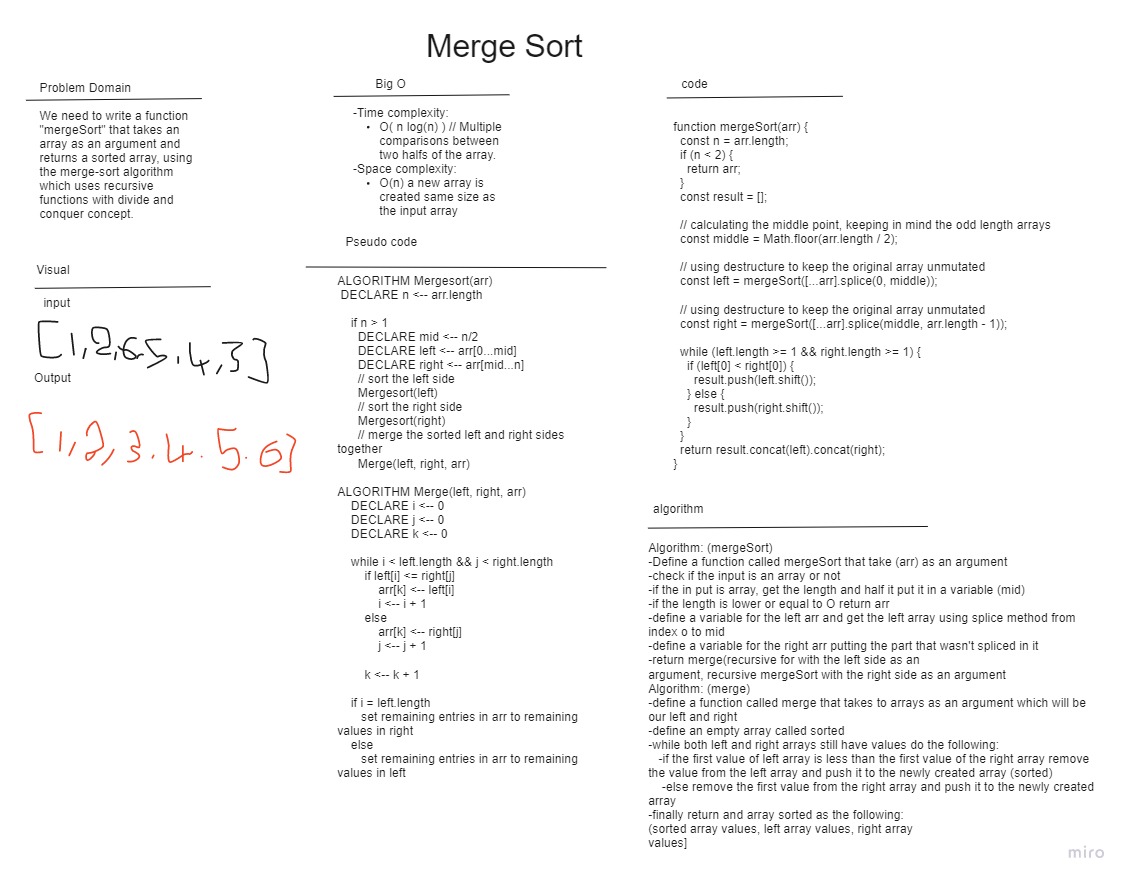 Merge Sort
Problem Domain
We need to write a function
"mergeSort" that takes an
array as an argument and
returns a sorted array, using
the merge-sort algorithm
which uses recursive
functions with divide and
conquer concept.
Visual
input
[1,2,6.5.4,3]
Output
[1,2,3.4.5.6]
Big O
-Time complexity:
• O( n log(n) ) // Multiple
comparisons between
two halfs of the array.
-Space complexity:
• O(n) a new array is
created same size as
the input array
Pseudo code
ALGORITHM Mergesort(arr)
DECLARE n <-- arr.length
if n > 1
DECLARE mid <-- n/2
DECLARE left <-- arr[0...mid]
DECLARE right <-- arr[mid...n]
// sort the left side
Mergesort(left)
// sort the right side
Mergesort(right)
// merge the sorted left and right sides
together
Merge(left, right, arr)
ALGORITHM Merge(left, right, arr)
DECLARE i <-- 0
DECLARE j <-- 0
DECLARE k <-- 0
while i < left.length && j < right.length
if left[i] <= right[j]
arr[k] <-- left[i]
i <-- i + 1
else
arr[k] <-- right[j]
j <-- j + 1
k <-- k + 1
if i = left.length
set remaining entries in arr to remaining
values in right
else
set remaining entries in arr to remaining
values in left
code
function mergeSort(arr) {
const n = arr.length;
if (n < 2) {
return arr;
}
const result = [];
// calculating the middle point, keeping in mind the odd length arrays
const middle = Math.floor(arr.length / 2);
// using destructure to keep the original array unmutated
const left = mergeSort([...arr].splice(0, middle));
// using destructure to keep the original array unmutated
const right = mergeSort([...arr].splice(middle, arr.length - 1));
while (left.length >= 1 && right.length >= 1) {
if (left[0] < right[0]) {
result.push(left.shift());
} else {
result.push(right.shift());
}
}
return result.concat(left).concat(right);
}
algorithm
Algorithm: (mergeSort)
-Define a function called mergeSort that take (arr) as an argument
-check if the input is an array or not
-if the in put is array, get the length and half it put it in a variable (mid)
-if the length is lower or equal to O return arr
-define a variable for the left arr and get the left array using splice method from
index o to mid
-define a variable for the right arr putting the part that wasn't spliced in it
-return merge(recursive for with the left side as an
argument, recursive mergeSort with the right side as an argument
Algorithm: (merge)
-define a function called merge that takes to arrays as an argument which will be
our left and right
-define an empty array called sorted
-while both left and right arrays still have values do the following:
-if the first value of left array is less than the first value of the right array remove
the value from the left array and push it to the newly created array (sorted)
-else remove the first value from the right array and push it to the newly created
array
-finally return and array sorted as the following:
(sorted array values, left array values, right array
values]
miro